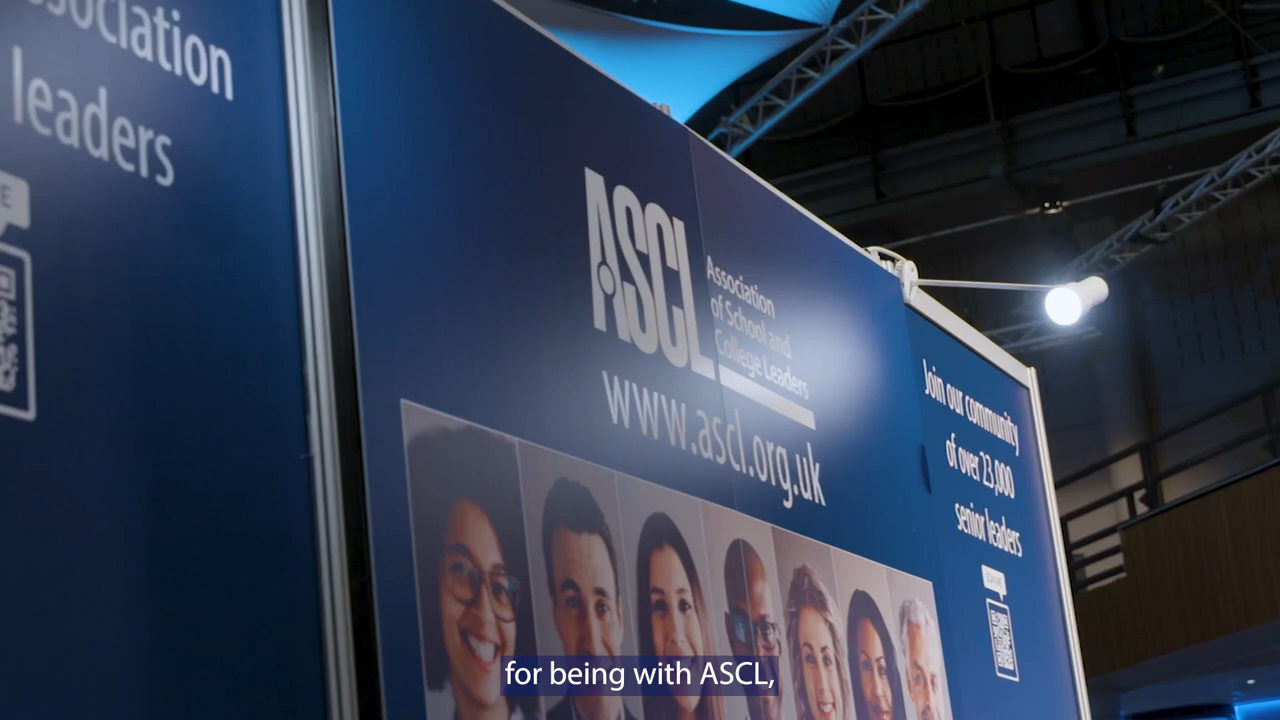 ociation
leaders
E
ASCL
Association
of School and
College Leaders
www.ascl.org.uk
Join our community
of over 23,000
senior leaders
for being with ASCL,